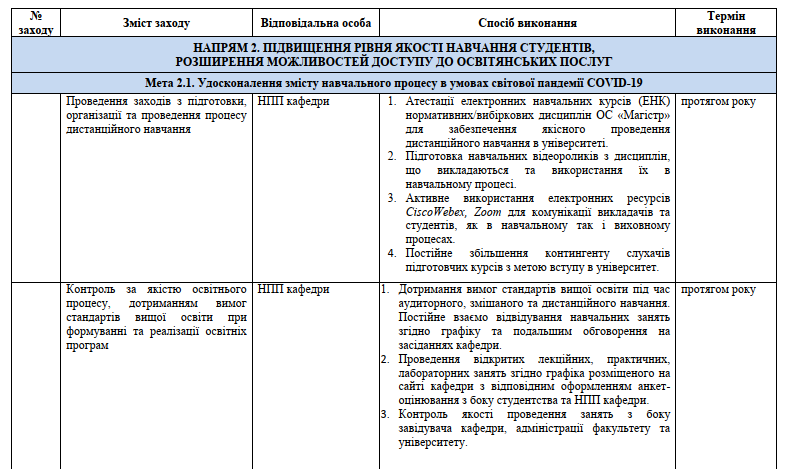 № заходу
Зміст заходу
Відповідальна особа
Спосіб виконання
Термін виконання
НАПРЯМ 2. ПІДВИЩЕННЯ РІВНЯ ЯКОСТІ НАВЧАННЯ СТУДЕНТІВ,
РОЗШИРЕННЯ МОЖЛИВОСТЕЙ ДОСТУПУ ДО ОСВІТЯНСЬКИХ ПОСЛУГ
Мета 2.1. Удосконалення змісту навчального процесу в умовах світової пандемії COVID-19
Проведення заходів з підготовки,
організації та проведення процесу
дистанційного навчання
НПП кафедри
1. Атестації електронних навчальних курсів (ЕНК)
нормативних/вибіркових дисциплін ОС «Магістр»
для забезпечення якісного проведення
дистанційного навчання в університеті.
2. Підготовка навчальних відеороликів з дисциплін,
що викладаються та використання їх в
навчальному процесі.
3. Активне використання електронних ресурсів
CiscoWebex, Zoom для комунікації викладачів та
студентів, як в навчальному так і виховному
процесах.
4. Постійне збільшення контингенту слухачів
підготовчих курсів з метою вступу в університет.
протягом року
Контроль за якістю освітнього
процесу, дотриманням вимог
стандартів вищої освіти при
формуванні та реалізації освітніх
програм
НПП кафедри
1. Дотримання вимог стандартів вищої освіти під час
аудиторного, змішаного та дистанційного навчання.
Постійне взаємо відвідування навчальних занять
згідно графіку та подальшим обговорення на
засіданнях кафедри.
2. Проведення відкритих лекційних, практичних,
лабораторних занять згідно графіка розміщеного на
сайті кафедри з відповідним оформленням анкет-
оцінювання з боку студентства та НПП кафедри.
3. Контроль якості проведення занять з боку
завідувача кафедри, адміністрації факультету та
університету.
протягом року